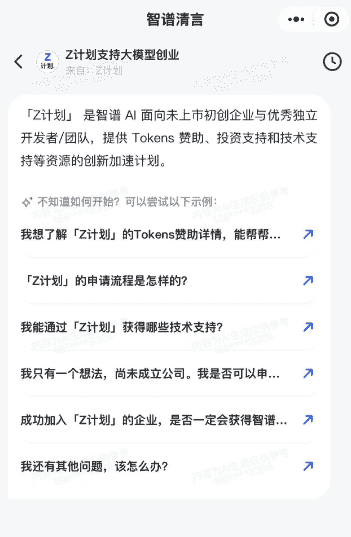 智谱清言
Z计划支持大模型创业
来自：Z计划
Z
计划
「Z计划」 是智谱 AI 面向未上市初创企业与优秀独立
开发者/团队，提供 Tokens 赞助、投资支持和技术支
持等资源的创新加速计划。
不知道如何开始？可以尝试以下示例：
我想了解「Z计划」的Tokens赞助详情，能帮帮...
「Z计划」的申请流程是怎样的？
我能通过「Z计划」获得哪些技术支持？
我只有一个想法，尚未成立公司。我是否可以申...
成功加入「Z计划」的企业，是否一定会获得智谱...
我还有其他问题，该怎么办？